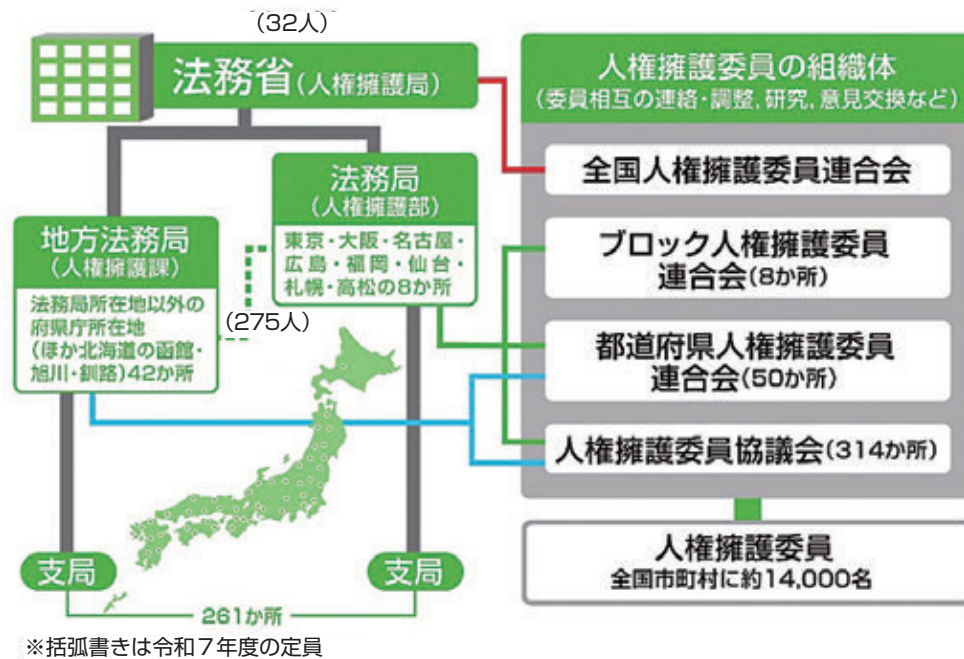 (32人)
法務省(人権擁護局)
法務局
(人権擁護部)
東京・大阪・名古屋・
広島・福岡・仙台・
札幌・高松の8か所
地方法務局
(人権擁護課)
法務局所在地以外の
府県庁所在地
(ほか北海道の函館・
旭川・釧路)42か所
(275人)
支局
支局
261か所
人権擁護委員の組織体
(委員相互の連絡・調整,研究,意見交換など)
全国人権擁護委員連合会
ブロック人権擁護委員
連合会(8か所)
都道府県人権擁護委員
連合会(50か所)
人権擁護委員協議会(314か所)
人権擁護委員
全国市町村に約14,000名
※括弧書きは令和7年度の定員